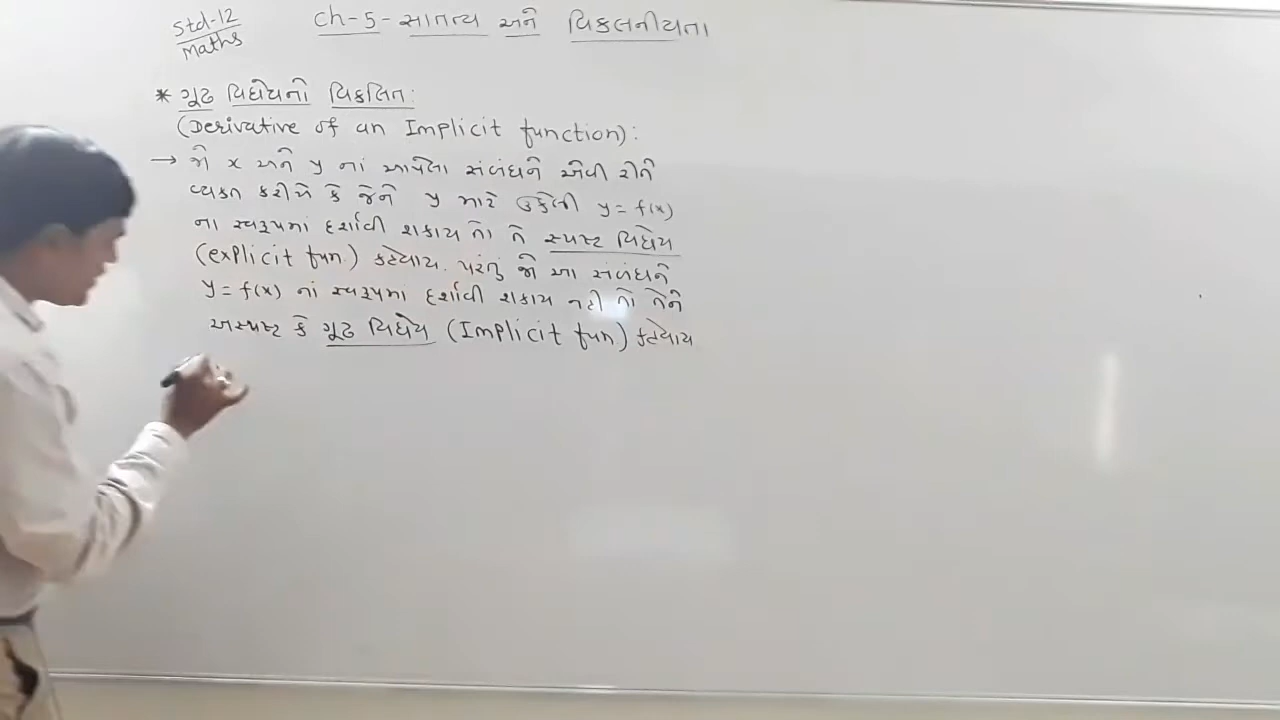 Std-12
Maths
Ch-5-સાતત્ય અને વિકલનીયતા
* ગૂઢ વિધેયનો વિકલિત:
(Derivative of an Implicit function):
→ જો x અને y નાં આપેલા સંબંધને એવી રીતે
વ્યક્ત કરીએ કે જેને y માટે ઉકેલી y = f(x)
ના સ્વરૂપમાં દર્શાવી શકાય તો તે સ્પષ્ટ વિધેય
(explicit fun.) કહેવાય. પરંતુ જો આ સંબંધને
y = f(x) નાં સ્વરૂપમાં દર્શાવી શકાય નહી તો તેને
અસ્પષ્ટ કે ગૂઢ વિધેય (Implicit fun.) કહેવાય